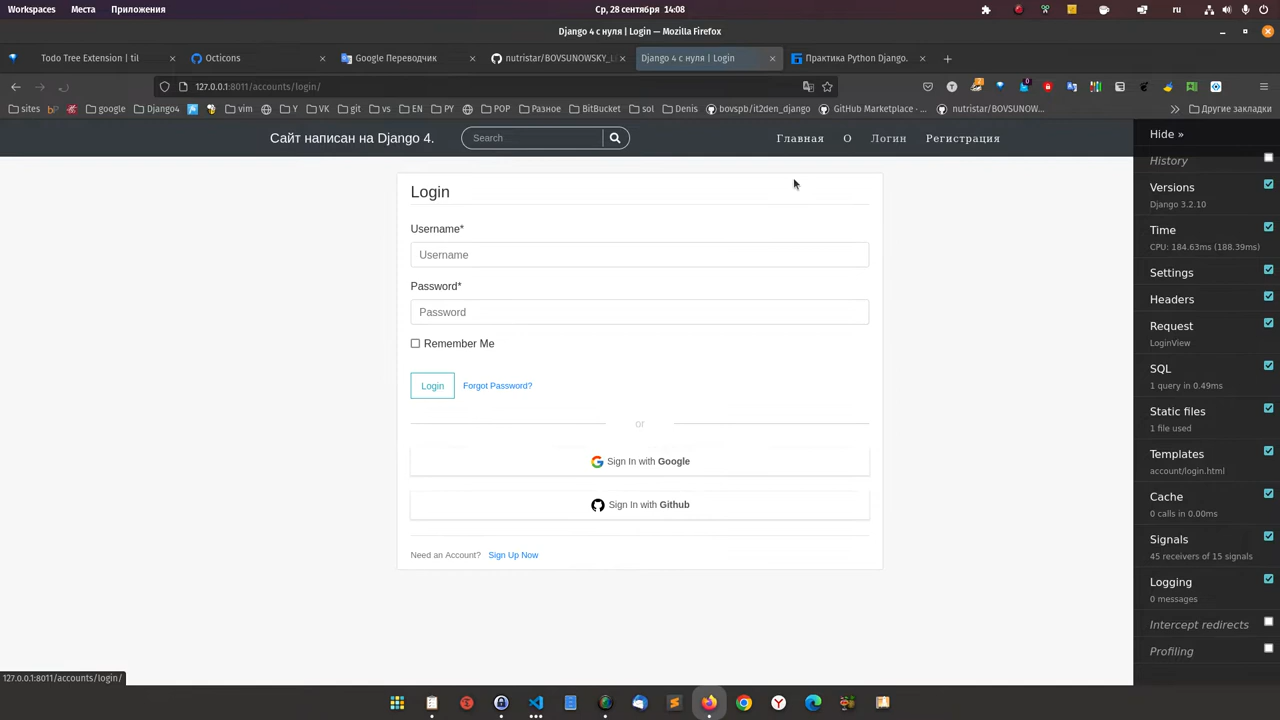 Workspaces Места Приложения Ср, 28 сентября 14:08 ru
Django 4 с нуля | Login — Mozilla Firefox
Todo Tree Extension | til Octicons Google Переводчик nutristar/BOVSUNOWSKY_L Django 4 с нуля | Login Практика Python Django.
127.0.0.1:8011/accounts/login/
sites google Django4 vim Y VK git vs EN PY POP Разное BitBucket sol Denis bovspb/it2den_django GitHub Marketplace · ... nutristar/BOVSUNOW... Другие закладки
Сайт написан на Django 4. Search Главная О Логин Регистрация
Hide »
History
Versions
Django 3.2.10
Time
CPU: 184.63ms (188.39ms)
Settings
Headers
Request
LoginView
SQL
1 query in 0.49ms
Static files
1 file used
Templates
account/login.html
Cache
0 calls in 0.00ms
Signals
45 receivers of 15 signals
Logging
0 messages
Intercept redirects
Profiling
Login
Username*
Username
Password*
Password
Remember Me
Login Forgot Password?
or
Sign In with Google
Sign In with Github
Need an Account? Sign Up Now
127.0.0.1:8011/accounts/login/